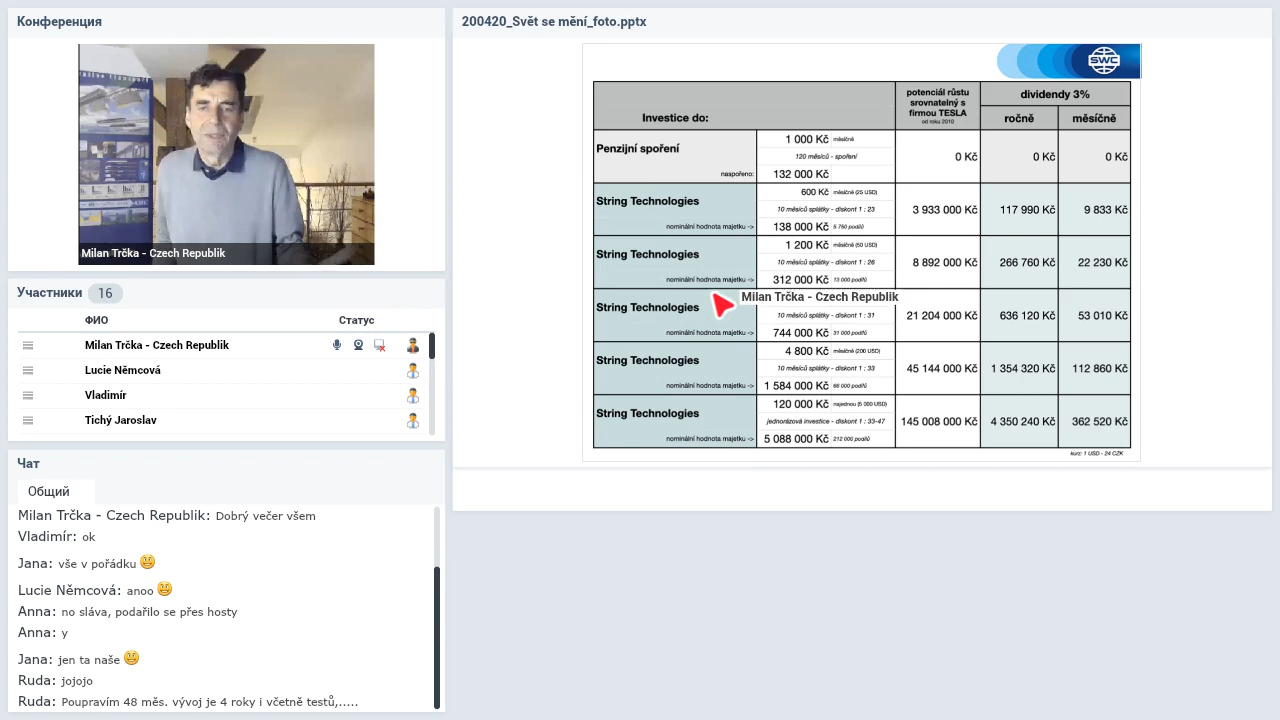 Конференция
Milan Trčka - Czech Republik
Участники 16
ФИО Статус
Milan Trčka - Czech Republik
Lucie Němcová
Vladimír
Tichý Jaroslav
Чат
Общий
Milan Trčka - Czech Republik: Dobrý večer všem
Vladimír: ok
Jana: vše v pořádku
Lucie Němcová: anoo
Anna: no sláva, podařilo se přes hosty
Anna: y
Jana: jen ta naše
Ruda: jojojo
Ruda: Poupravím 48 měs. vývoj je 4 roky i včetně testů,.....
200420_Svět se mění_foto.pptx
SWC
Investice do:
potenciál růstu
srovnatelný s
firmou TESLA
od roku 2010
dividendy 3%
ročně měsíčně
Penzijní spoření
1 000 Kč měsíčně
120 měsíců - spoření
naspořeno: 132 000 Kč
0 Kč 0 Kč 0 Kč
String Technologies
600 Kč měsíčně (25 USD)
10 měsíců splátky - diskont 1 : 23
nominální hodnota majetku -> 138 000 Kč 5 750 podílů
3 933 000 Kč 117 990 Kč 9 833 Kč
String Technologies
1 200 Kč měsíčně (50 USD)
10 měsíců splátky - diskont 1 : 26
nominální hodnota majetku -> 312 000 Kč 13 000 podílů
8 892 000 Kč 266 760 Kč 22 230 Kč
Milan Trčka - Czech Republik
String Technologies
10 měsíců splátky - diskont 1 : 31
nominální hodnota majetku -> 744 000 Kč 31 000 podílů
21 204 000 Kč 636 120 Kč 53 010 Kč
String Technologies
4 800 Kč měsíčně (200 USD)
10 měsíců splátky - diskont 1 : 33
nominální hodnota majetku -> 1 584 000 Kč 66 000 podílů
45 144 000 Kč 1 354 320 Kč 112 860 Kč
String Technologies
120 000 Kč najednou (5 000 USD)
jednorázová investice - diskont 1 : 33-47
nominální hodnota majetku -> 5 088 000 Kč 212 000 podílů
145 008 000 Kč 4 350 240 Kč 362 520 Kč
kurz: 1 USD - 24 CZK